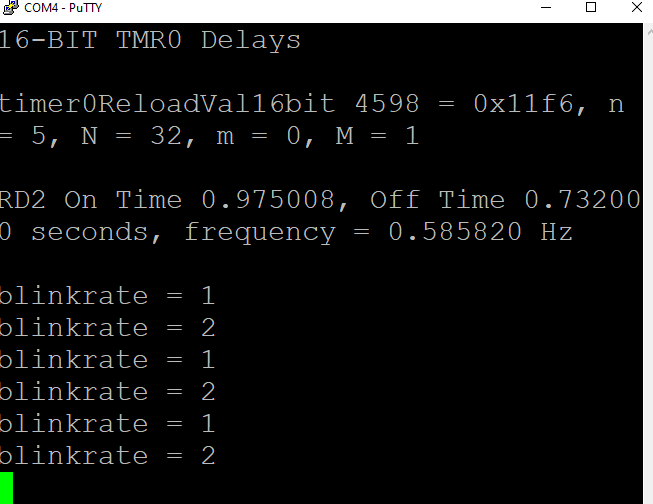 COM4 - PuTTY
16-BIT TMR0 Delays
timer0ReloadVal16bit 4598 = 0x11f6, n
= 5, N = 32, m = 0, M = 1
RD2 On Time 0.975008, Off Time 0.73200
0 seconds, frequency = 0.585820 Hz
blinkrate = 1
blinkrate = 2
blinkrate = 1
blinkrate = 2
blinkrate = 1
blinkrate = 2